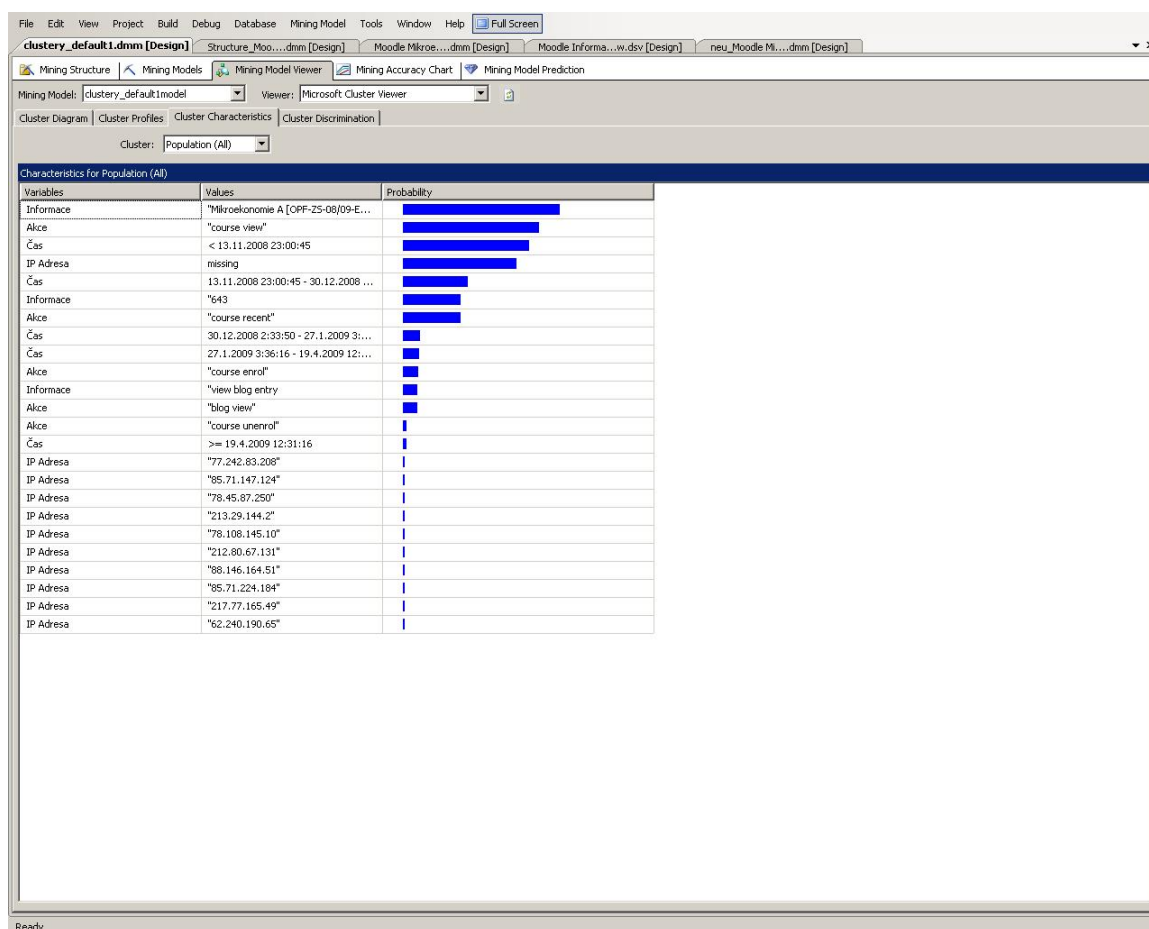 File Edit View Project Build Debug Database Mining Model Tools Window Help Full Screen
clustery_default1.dmm [Design] Structure_Moo....dmm [Design] Moodle Mikroe....dmm [Design] Moodle Informa...w.dsv [Design] neu_Moodle Mi....dmm [Design]
Mining Structure Mining Models Mining Model Viewer Mining Accuracy Chart Mining Model Prediction
Mining Model: clustery_default1model Viewer: Microsoft Cluster Viewer
Cluster Diagram Cluster Profiles Cluster Characteristics Cluster Discrimination
Cluster: Population (All)
Characteristics for Population (All)
Variables Values Probability
Informace "Mikroekonomie A [OPF-ZS-08/09-E...
Akce "course view"
Čas < 13.11.2008 23:00:45
IP Adresa missing
Čas 13.11.2008 23:00:45 - 30.12.2008 ...
Informace "643
Akce "course recent"
Čas 30.12.2008 2:33:50 - 27.1.2009 3:...
Čas 27.1.2009 3:36:16 - 19.4.2009 12:...
Akce "course enrol"
Informace "view blog entry
Akce "blog view"
Akce "course unenrol"
Čas >= 19.4.2009 12:31:16
IP Adresa "77.242.83.208"
IP Adresa "85.71.147.124"
IP Adresa "78.45.87.250"
IP Adresa "213.29.144.2"
IP Adresa "78.108.145.10"
IP Adresa "212.80.67.131"
IP Adresa "88.146.164.51"
IP Adresa "85.71.224.184"
IP Adresa "217.77.165.49"
IP Adresa "62.240.190.65"
Ready